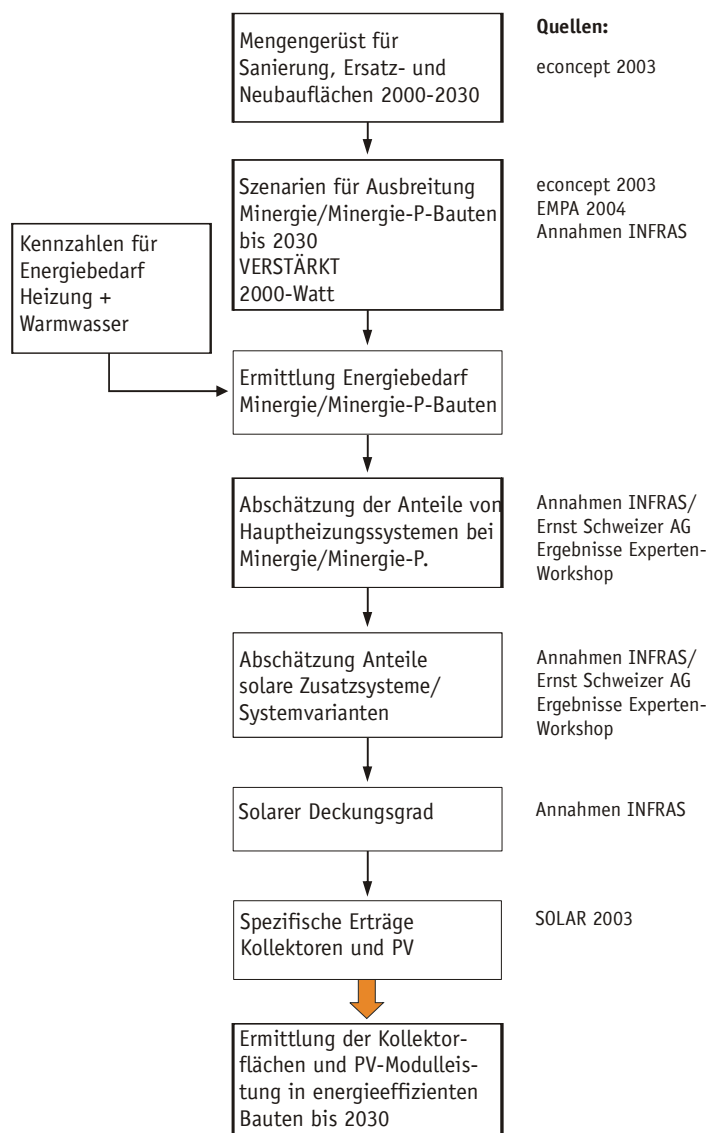 Mengengerüst für
Sanierung, Ersatz- und
Neubauflächen 2000-2030
Quellen:
econcept 2003
Szenarien für Ausbreitung
Minergie/Minergie-P-Bauten
bis 2030
VERSTÄRKT
2000-Watt
econcept 2003
EMPA 2004
Annahmen INFRAS
Kennzahlen für
Energiebedarf
Heizung +
Warmwasser
Ermittlung Energiebedarf
Minergie/Minergie-P-Bauten
Abschätzung der Anteile von
Hauptheizungssystemen bei
Minergie/Minergie-P.
Annahmen INFRAS/
Ernst Schweizer AG
Ergebnisse Experten-
Workshop
Abschätzung Anteile
solare Zusatzsysteme/
Systemvarianten
Annahmen INFRAS/
Ernst Schweizer AG
Ergebnisse Experten-
Workshop
Solarer Deckungsgrad
Annahmen INFRAS
Spezifische Erträge
Kollektoren und PV
SOLAR 2003
Ermittlung der Kollektor-
flächen und PV-Modulleis-
tung in energieeffizienten
Bauten bis 2030